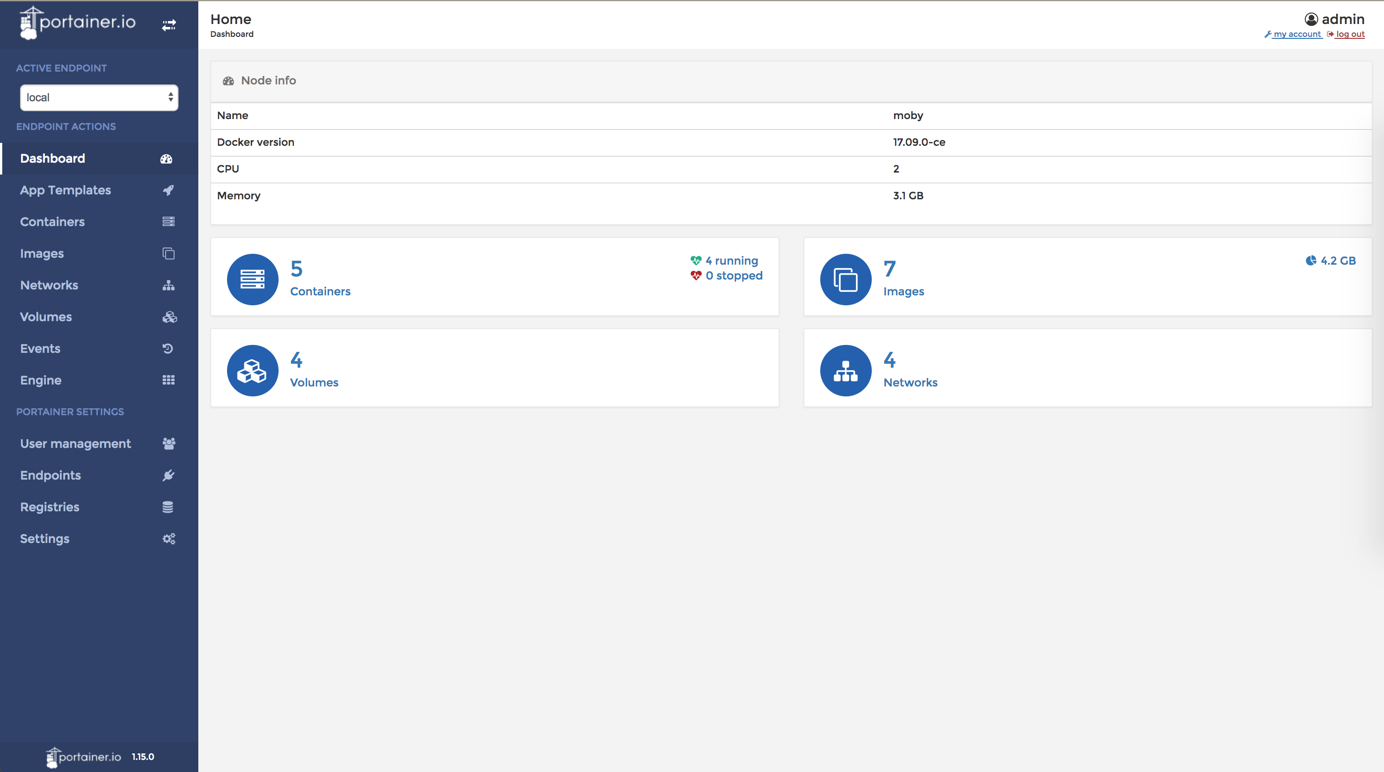 portainer.io
ACTIVE ENDPOINT
local
ENDPOINT ACTIONS
Dashboard
App Templates
Containers
Images
Networks
Volumes
Events
Engine
PORTAINER SETTINGS
User management
Endpoints
Registries
Settings
portainer.io 1.15.0
Home
Dashboard
admin
my account log out
Node info
Name moby
Docker version 17.09.0-ce
CPU 2
Memory 3.1 GB
5
Containers
4 running
0 stopped
7
Images
4.2 GB
4
Volumes
4
Networks